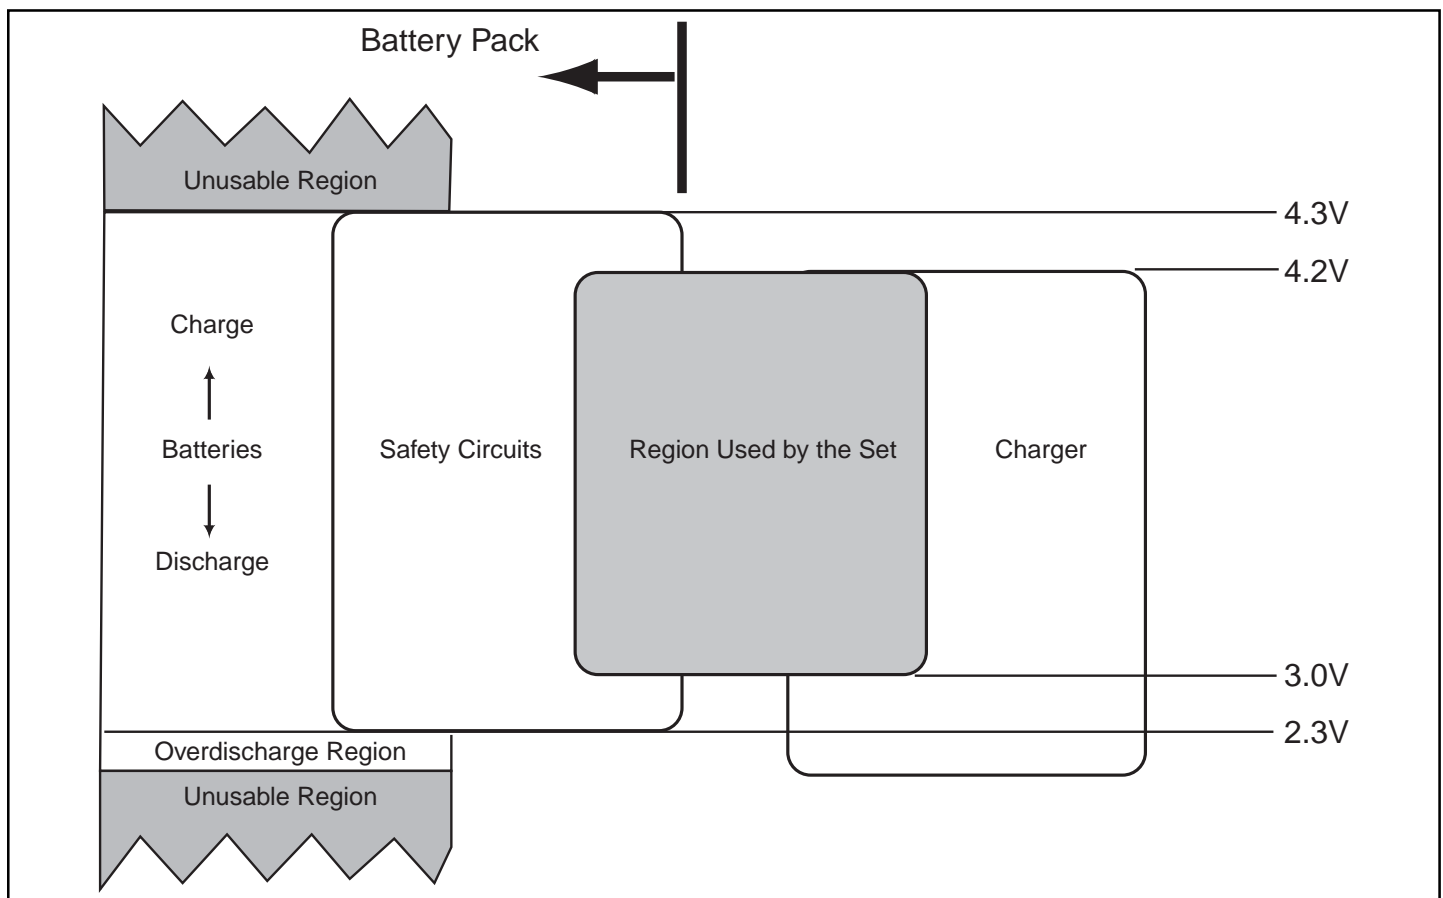 Battery Pack
Unusable Region
4.3V
4.2V
Charge
Batteries
Safety Circuits
Region Used by the Set
Charger
Discharge
3.0V
2.3V
Overdischarge Region
Unusable Region